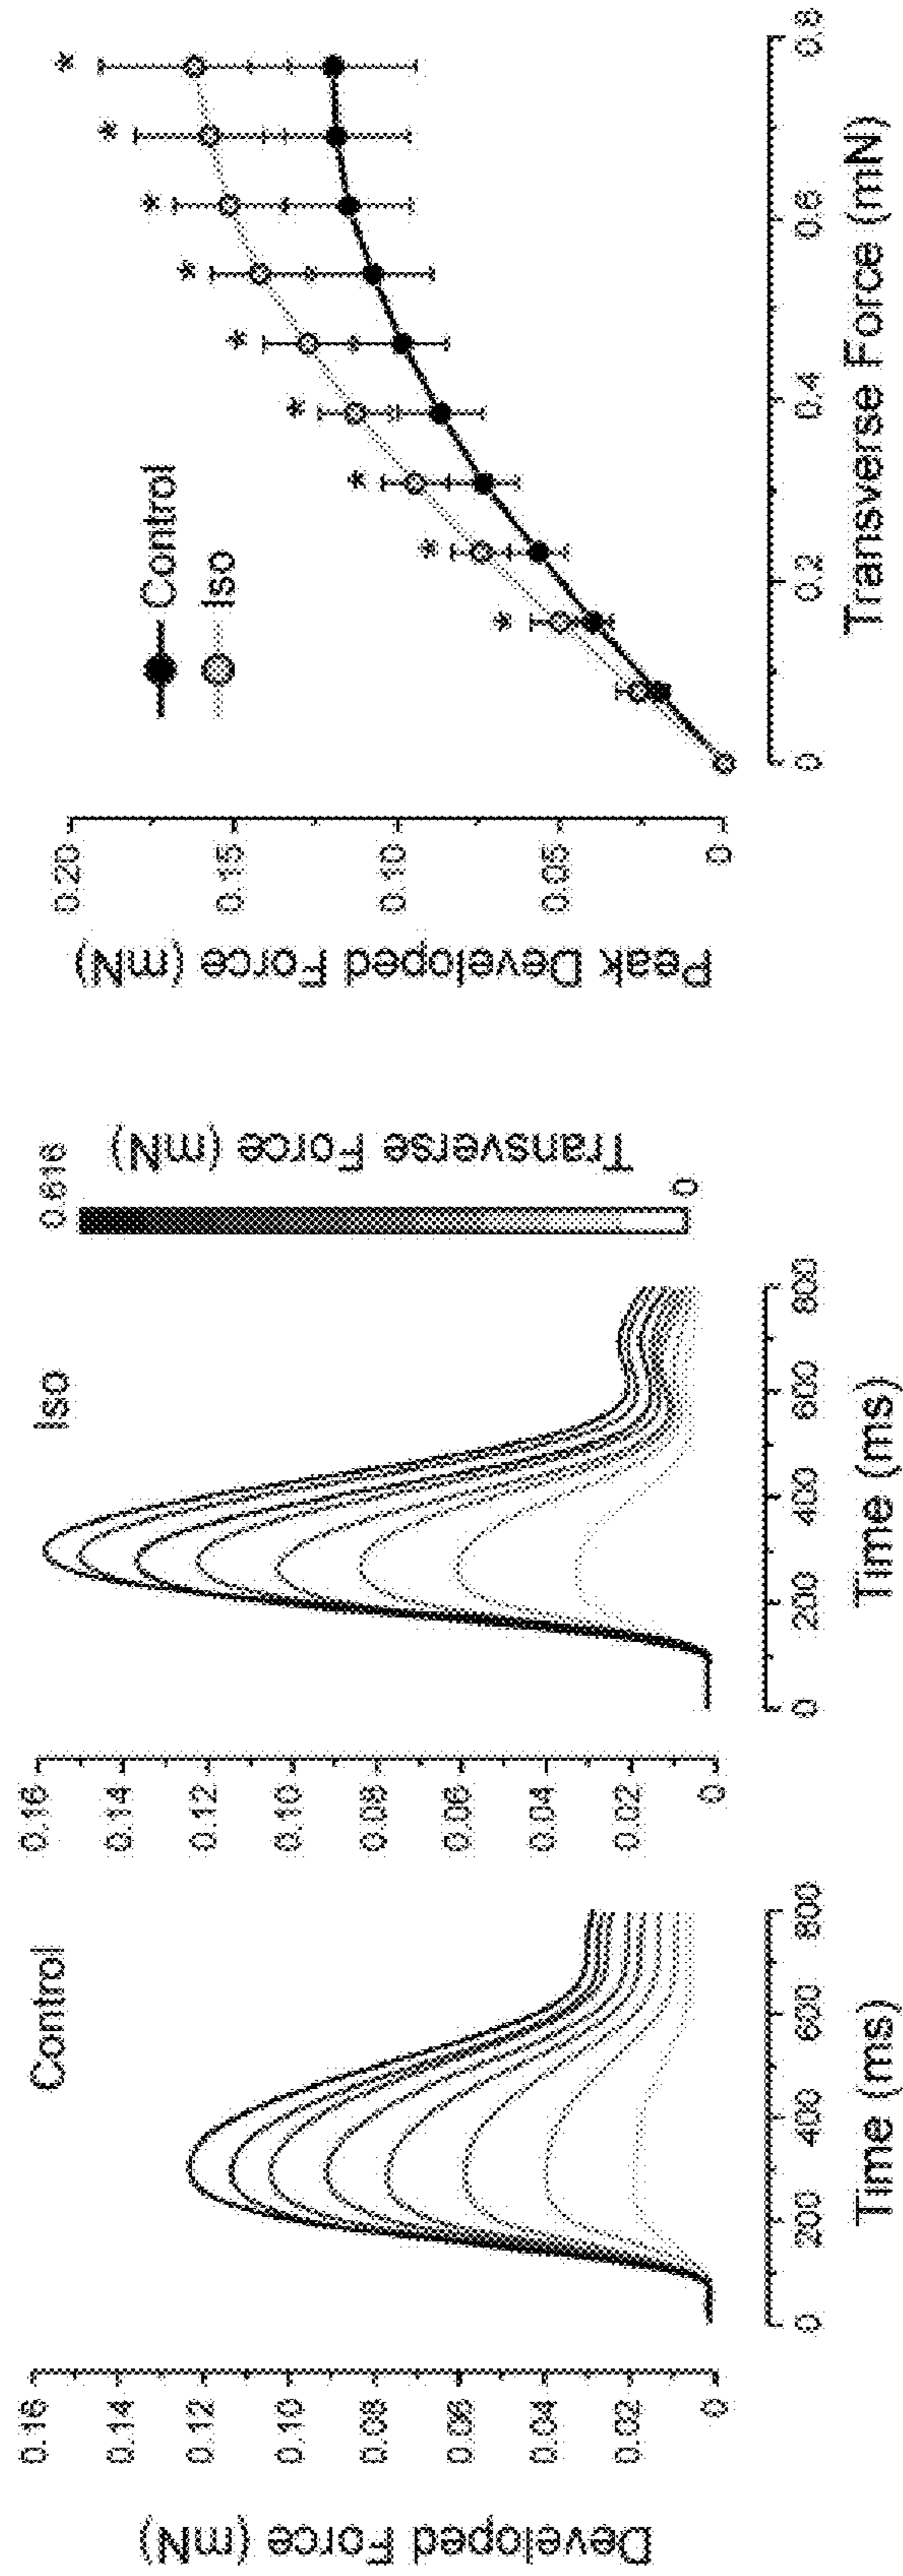 Control
Developed Force (mN)
0.16
0.14
0.12
0.10
0.08
0.06
0.04
0.02
0
0 200 400 600 800
Time (ms)
Iso
0.16
0.14
0.12
0.10
0.08
0.06
0.04
0.02
0
0 200 400 600 800
Time (ms)
0.616
Transverse Force (mN)
0
Peak Developed Force (mN)
0.20
0.15
0.10
0.05
0
Control
Iso
* * * * * * * * *
0 0.2 0.4 0.6 0.8
Transverse Force (mN)